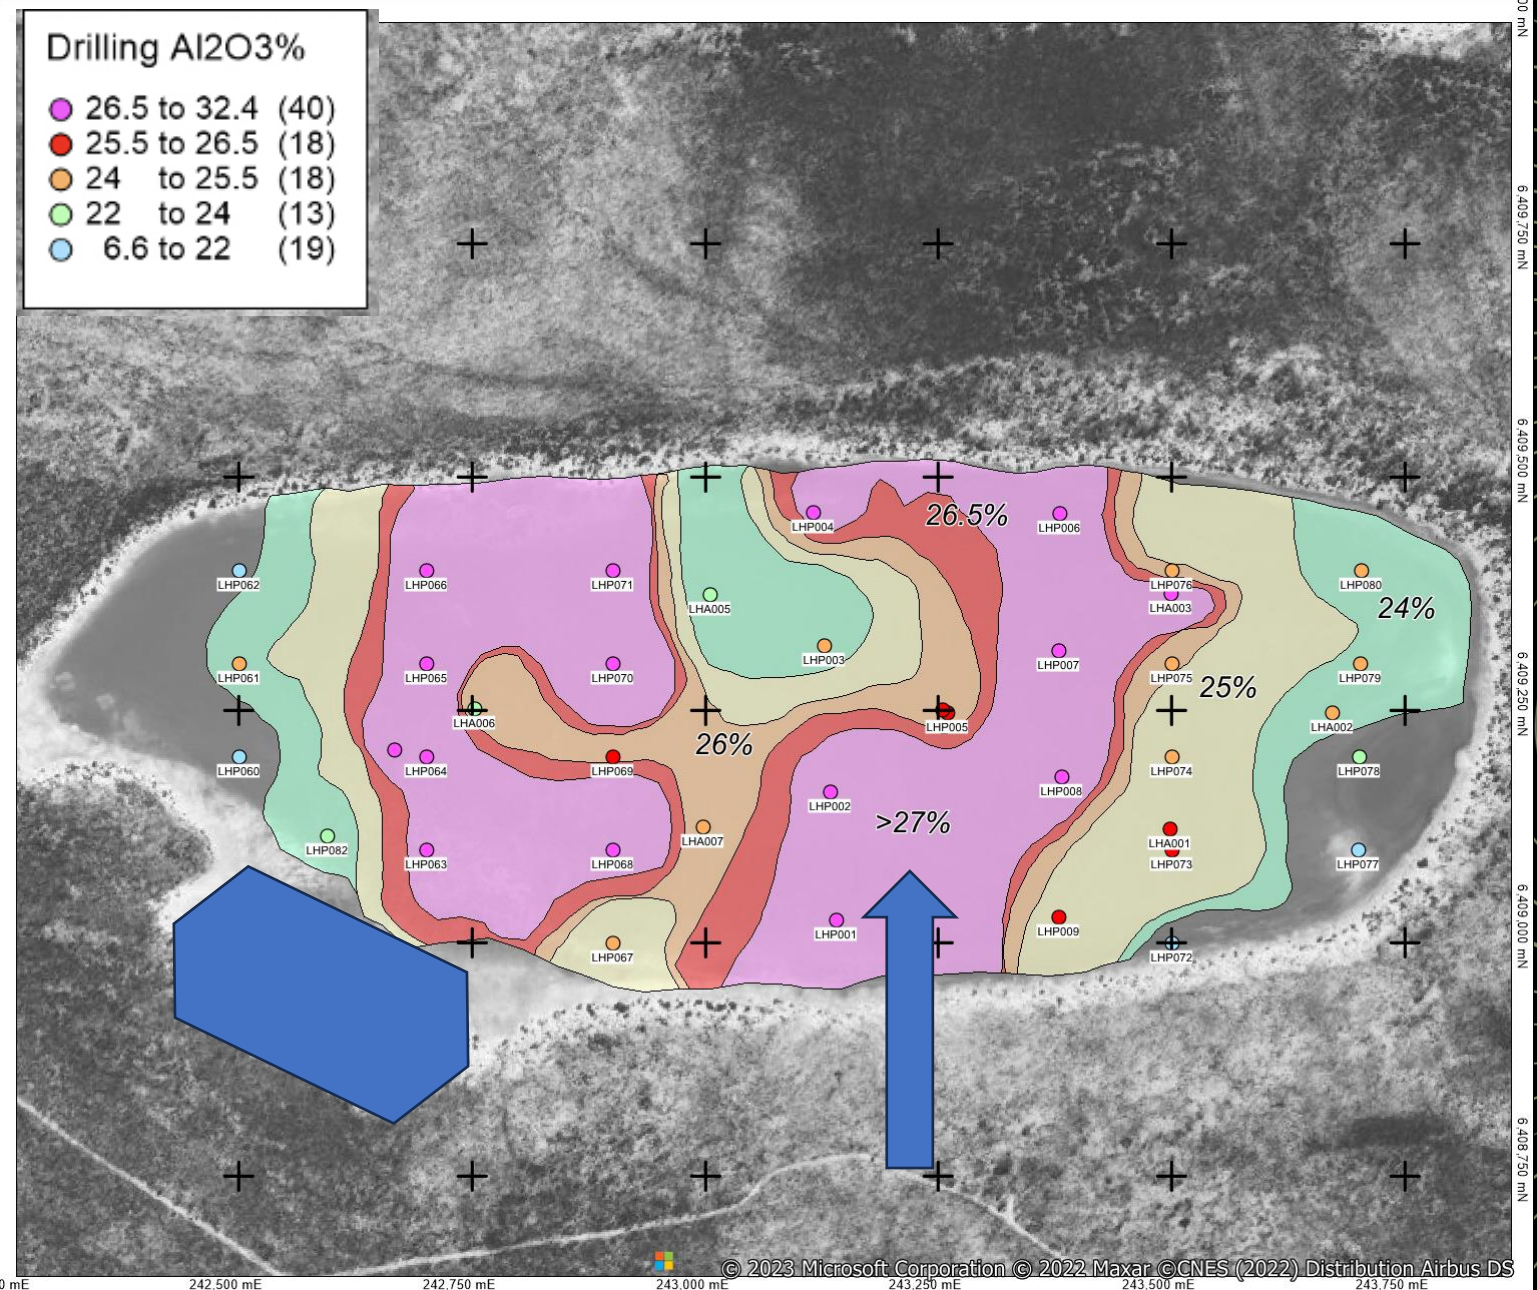 Drilling Al2O3%
26.5 to 32.4 (40)
25.5 to 26.5 (18)
24 to 25.5 (18)
22 to 24 (13)
6.6 to 22 (19)
00 mN
6,409,750 mN
6,409,500 mN
6,409,250 mN
6,409,000 mN
6,408,750 mN
LHP004
26.5%
LHP006
LHP062
LHP066
LHP071
LHP076
LHP080
LHA005
LHA003
24%
LHP003
LHP007
LHP061
LHP065
LHP070
LHP075
LHP079
25%
LHA006
LHP005
LHA002
26%
LHP060
LHP064
LHP069
LHP074
LHP078
LHP008
LHP002
>27%
LHP082
LHA007
LHA001
LHP063
LHP068
LHP073
LHP077
LHP001
LHP009
LHP067
LHP072
© 2023 Microsoft Corporation © 2022 Maxar ©CNES (2022) Distribution Airbus DS
0 mE
242.500 mE
242.750 mE
243.000 mE
243.250 mE
243.500 mE
243.750 mE